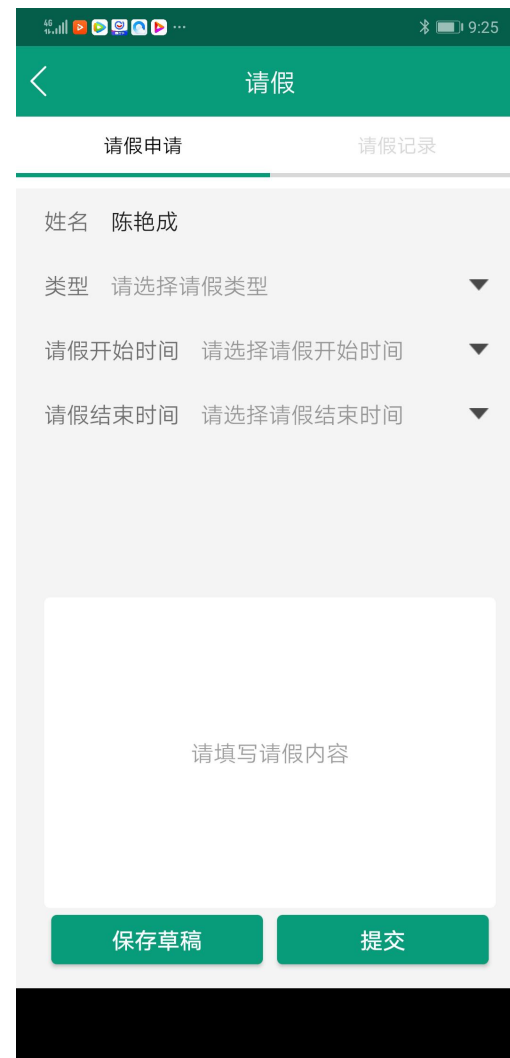 9:25
请假
请假申请 请假记录
姓名 陈艳成
类型 请选择请假类型
请假开始时间 请选择请假开始时间
请假结束时间 请选择请假结束时间
请填写请假内容
保存草稿 提交